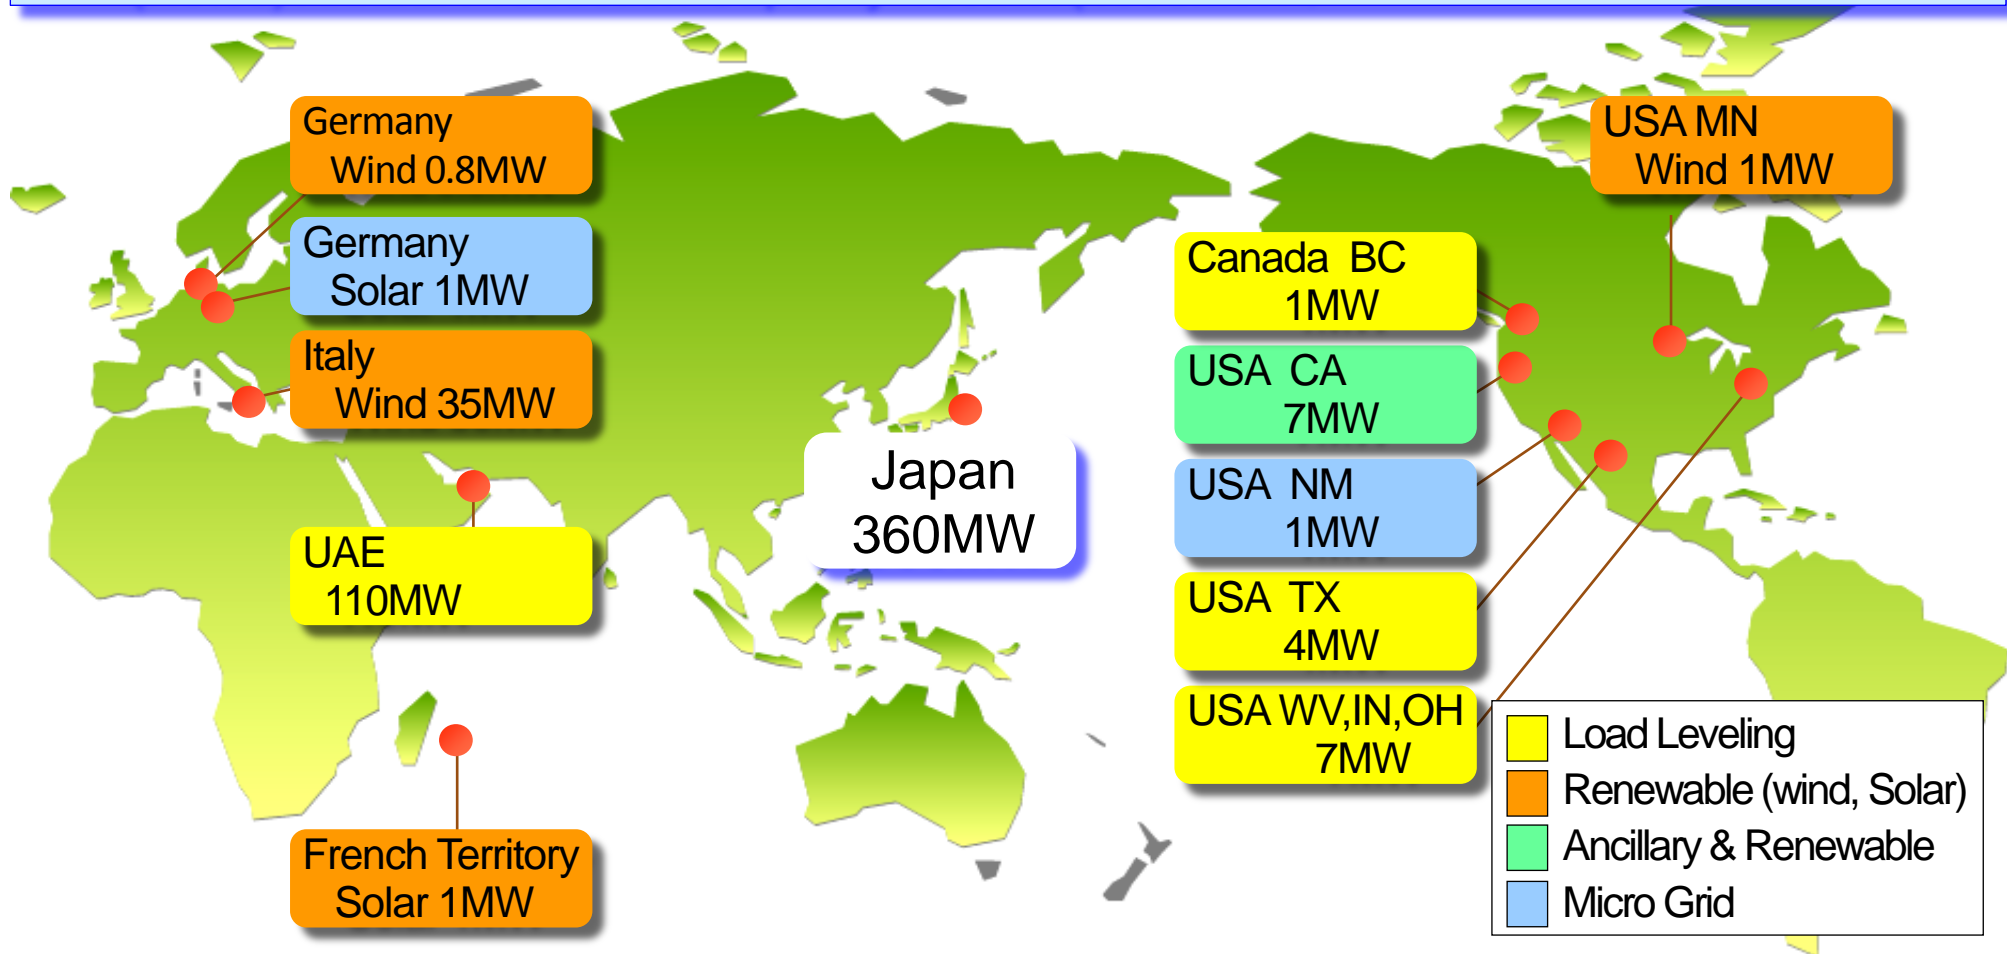 Germany
Wind 0.8MW
Germany
Solar 1MW
Italy
Wind 35MW
UAE
110MW
French Territory
Solar 1MW
Japan
360MW
USA MN
Wind 1MW
Canada BC
1MW
USA CA
7MW
USA NM
1MW
USA TX
4MW
USA WV,IN,OH
7MW
Load Leveling
Renewable (wind, Solar)
Ancillary & Renewable
Micro Grid